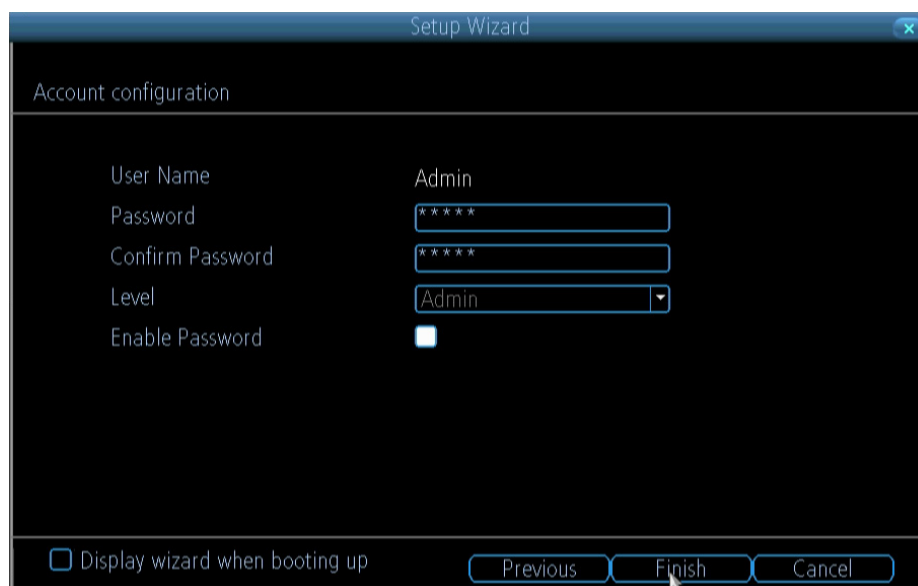 Setup Wizard
Account configuration
User Name Admin
Password *****
Confirm Password *****
Level Admin
Enable Password
Display wizard when booting up Previous Finish Cancel